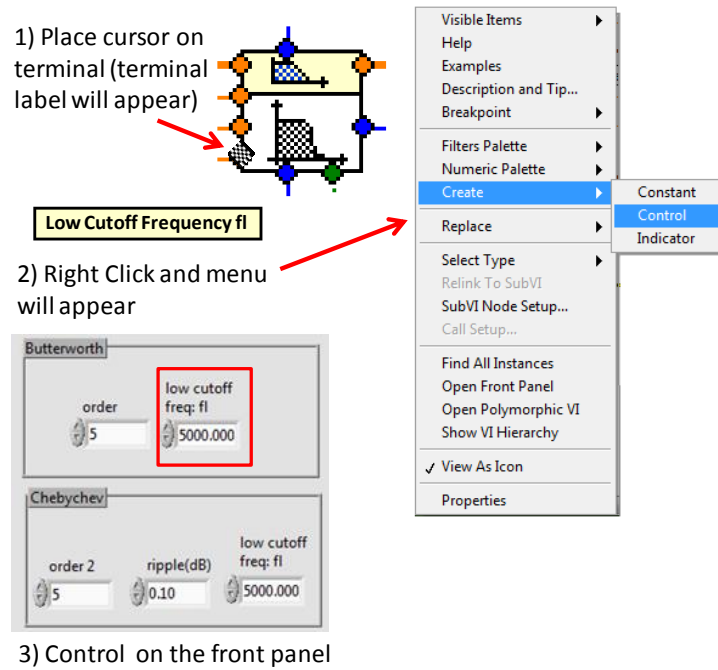 1) Place cursor on
terminal (terminal
label will appear)
Low Cutoff Frequency fl
2) Right Click and menu
will appear
Visible Items
Help
Examples
Description and Tip...
Breakpoint
Filters Palette
Numeric Palette
Create
Replace
Select Type
Relink To SubVI
SubVI Node Setup...
Call Setup...
Find All Instances
Open Front Panel
Open Polymorphic VI
Show VI Hierarchy
✓ View As Icon
Properties
Constant
Control
Indicator
Butterworth
order
5
low cutoff
freq: fl
5000.000
Chebychev
order 2
5
ripple(dB)
0.10
low cutoff
freq: fl
5000.000
3) Control on the front panel